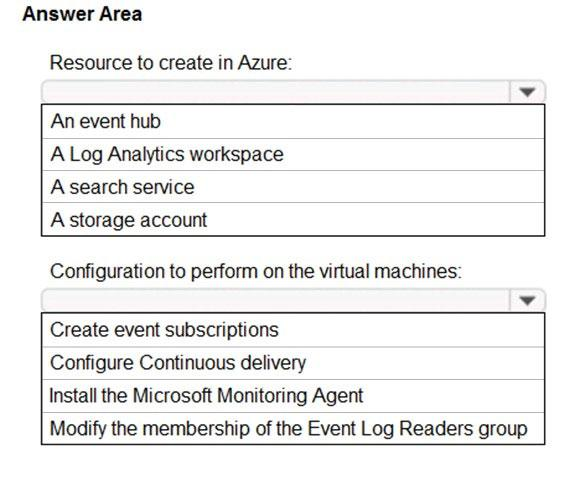 Answer Area
Resource to create in Azure:
An event hub
A Log Analytics workspace
A search service
A storage account
Configuration to perform on the virtual machines:
Create event subscriptions
Configure Continuous delivery
Install the Microsoft Monitoring Agent
Modify the membership of the Event Log Readers group